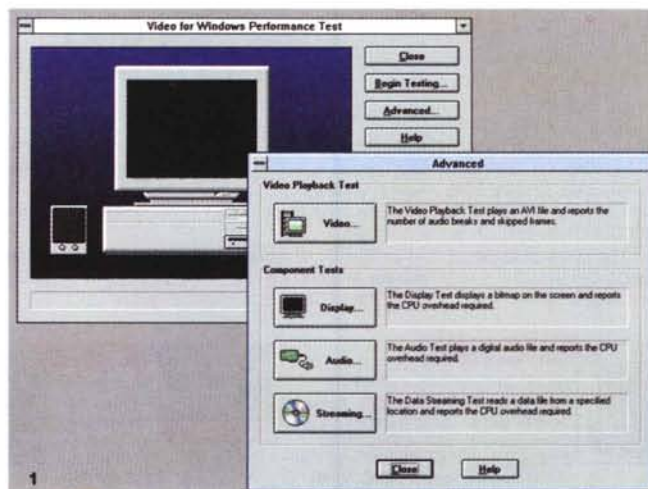 Video for Windows Performance Test
Close
Begin Testing...
Advanced...
Help
Advanced
Video Playback Test
Video...
The Video Playback Test plays an AVI file and reports the
number of audio breaks and skipped frames.
Component Tests
Display...
The Display Test displays a bitmap on the screen and reports
the CPU overhead required.
Audio...
The Audio Test plays a digital audio file and reports the CPU
overhead required.
Streaming...
The Data Streaming Test reads a data file from a specified
location and reports the CPU overhead required.
Close
Help
1